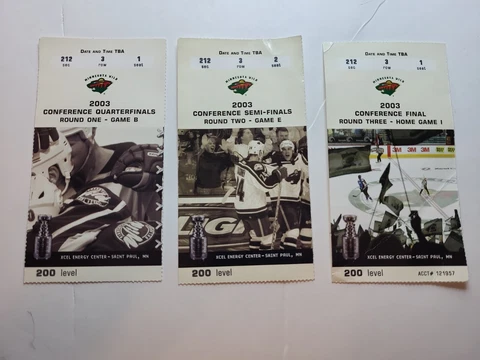 DATE AND TIME TBA
212 3 1
SEC ROW SEAT
MINNESOTA WILD
2003
CONFERENCE QUARTERFINALS
ROUND ONE - GAME B
XCEL ENERGY CENTER - SAINT PAUL, MN
200 level
DATE AND TIME TBA
212 3 2
SEC ROW SEAT
MINNESOTA WILD
2003
CONFERENCE SEMI-FINALS
ROUND TWO - GAME E
XCEL ENERGY CENTER - SAINT PAUL, MN
200 level
DATE AND TIME TBA
212 3 1
SEC ROW SEAT
MINNESOTA WILD
2003
CONFERENCE FINAL
ROUND THREE - HOME GAME I
XCEL ENERGY CENTER - SAINT PAUL, MN
200 level
ACCT# 121957